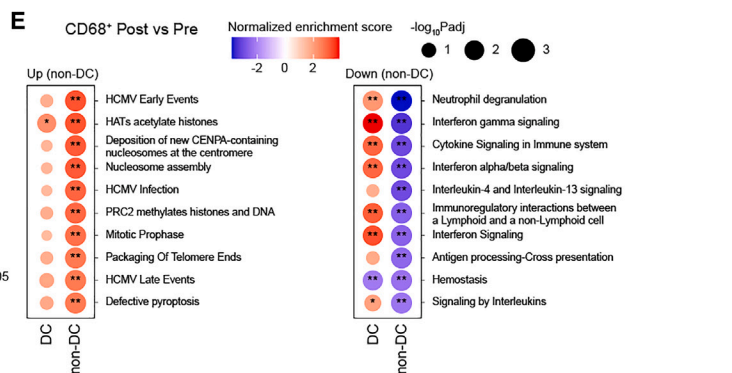 E
CD68⁺ Post vs Pre
Normalized enrichment score
-2 0 2
-log₁₀Padj
1 2 3
Up (non-DC)
HCMV Early Events
* ** HATs acetylate histones
Deposition of new CENPA-containing
nucleosomes at the centromere
Nucleosome assembly
HCMV Infection
PRC2 methylates histones and DNA
Mitotic Prophase
Packaging Of Telomere Ends
HCMV Late Events
Defective pyroptosis
DC
non-DC
Down (non-DC)
** ** Neutrophil degranulation
** ** Interferon gamma signaling
** ** Cytokine Signaling in Immune system
** ** Interferon alpha/beta signaling
** Interleukin-4 and Interleukin-13 signaling
** ** Immunoregulatory interactions between
a Lymphoid and a non-Lymphoid cell
** ** Interferon Signaling
** Antigen processing-Cross presentation
** ** Hemostasis
* ** Signaling by Interleukins
DC
non-DC